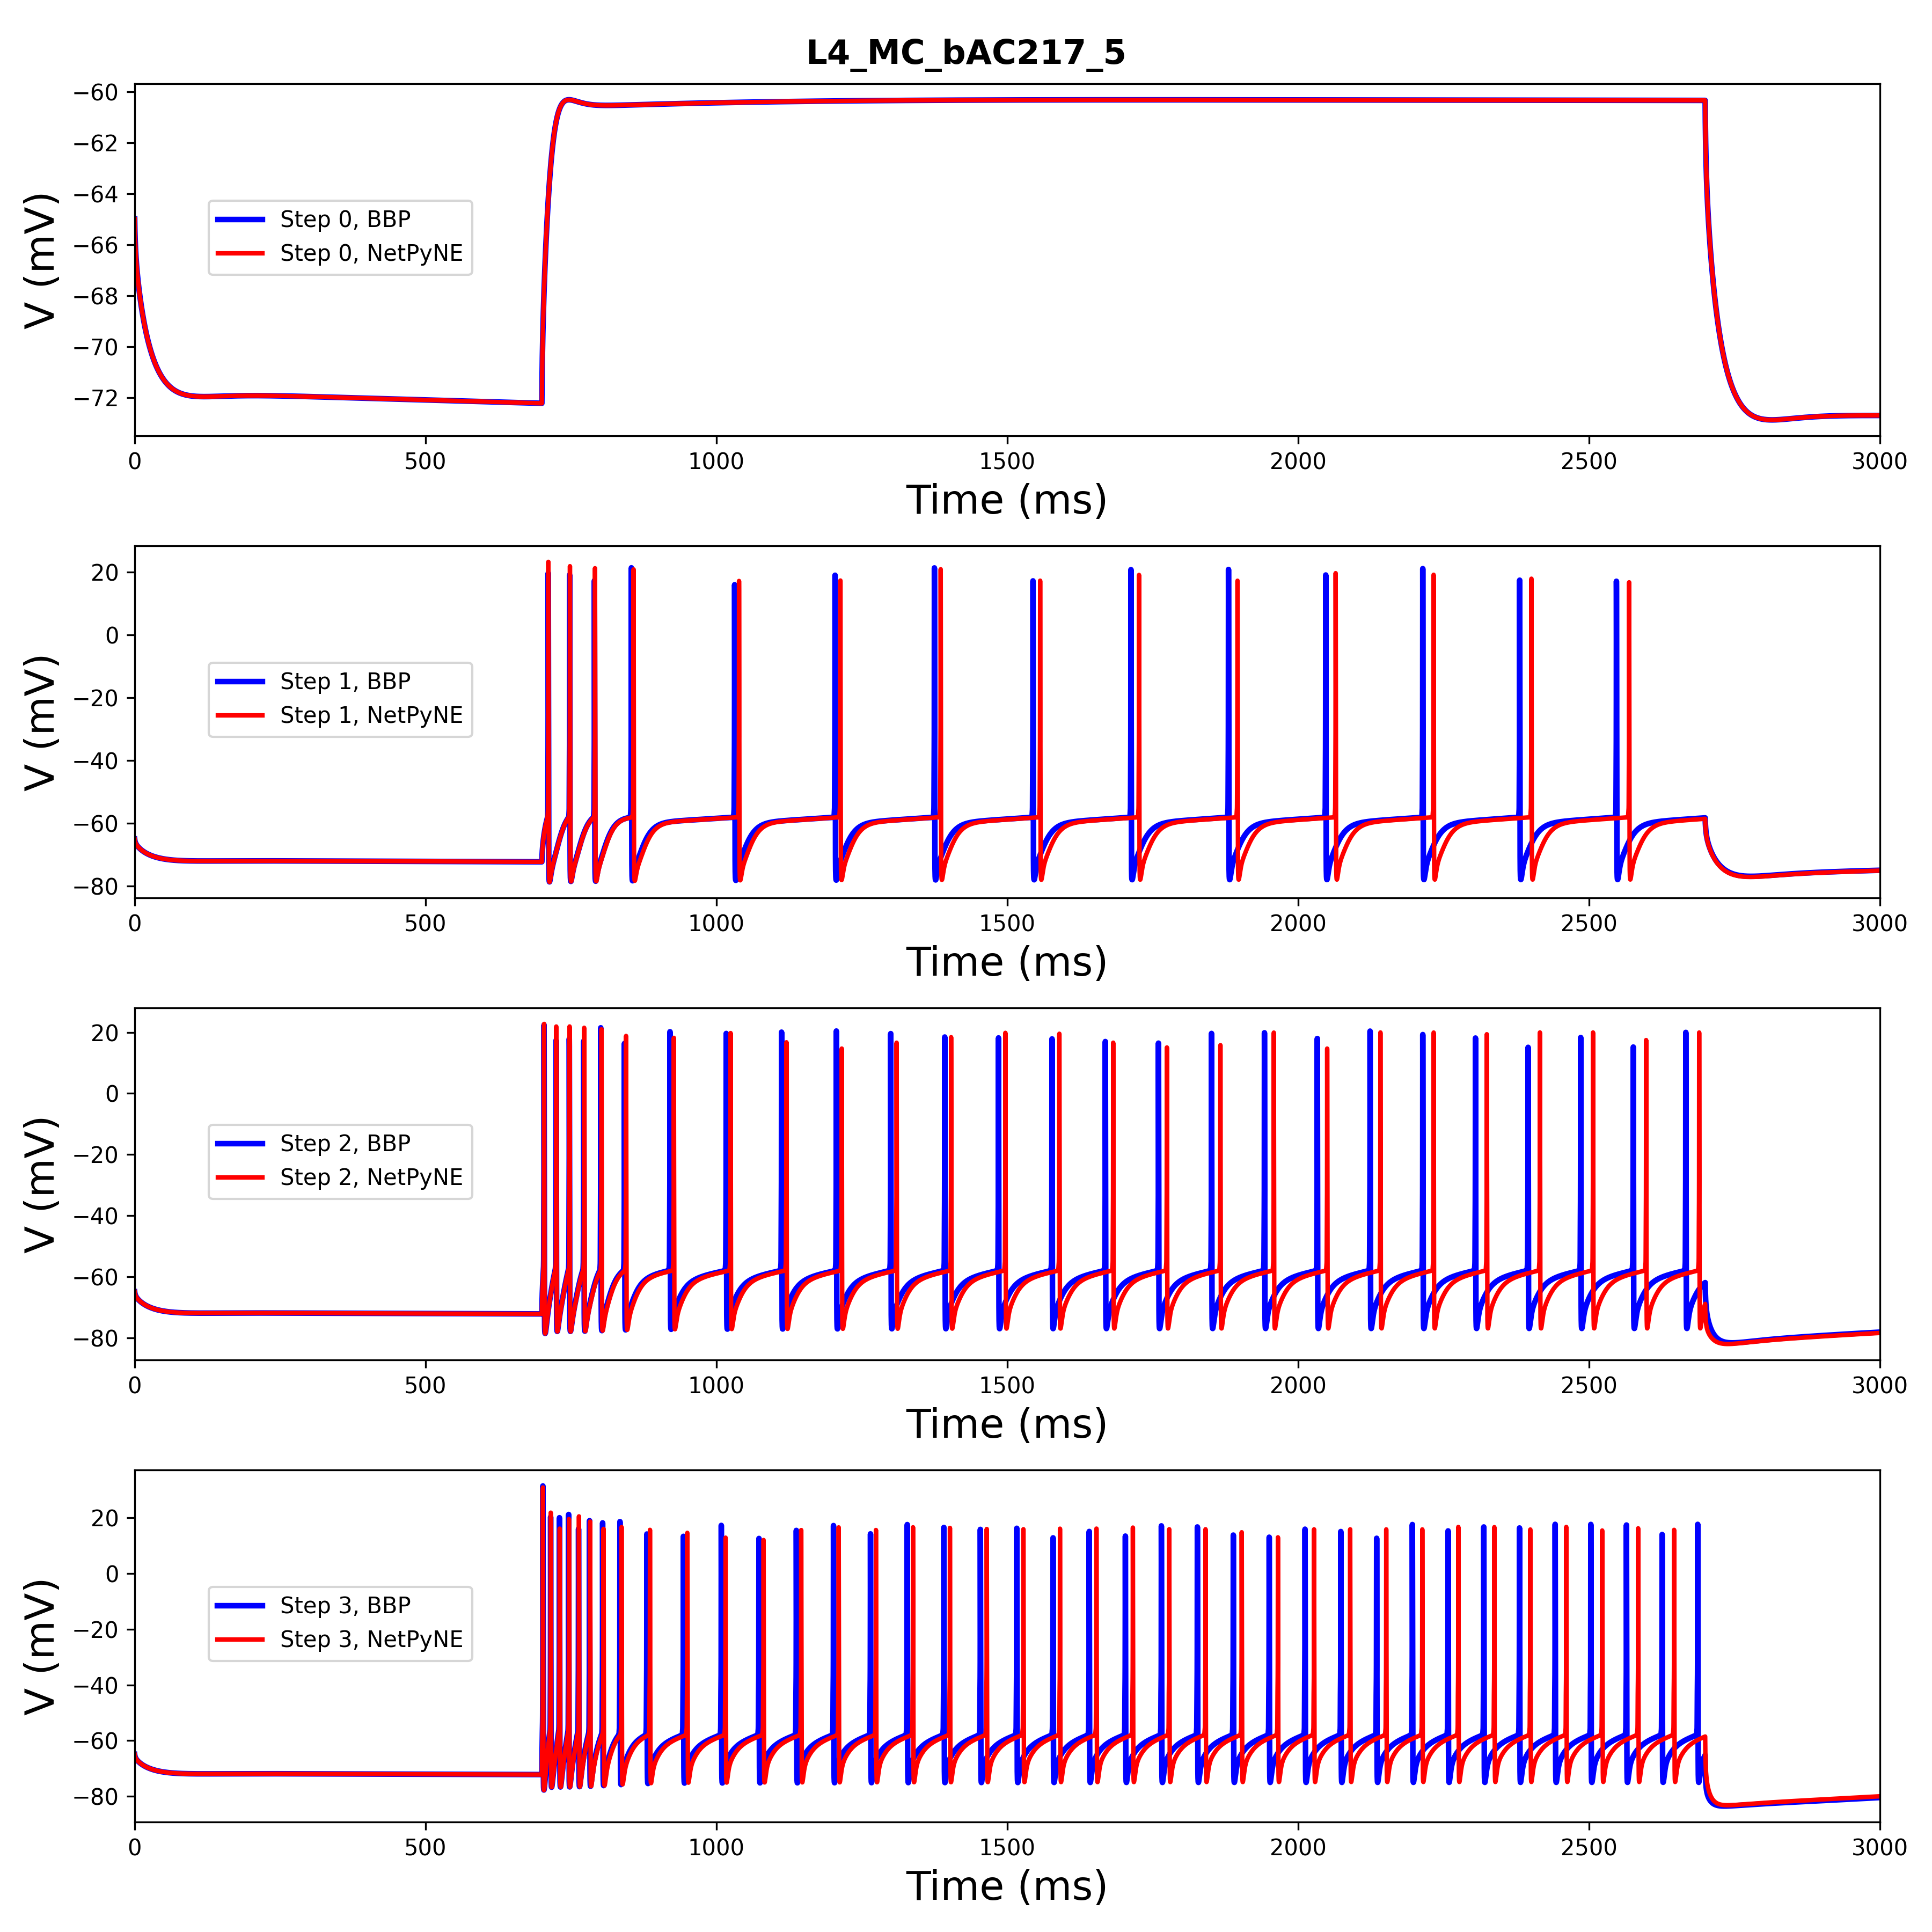 L4_MC_bAC217_5
−60
−62
−64
−66
−68
−70
−72
V (mV)
Step 0, BBP
Step 0, NetPyNE
0 500 1000 1500 2000 2500 3000
Time (ms)
20
0
−20
−40
−60
−80
V (mV)
Step 1, BBP
Step 1, NetPyNE
0 500 1000 1500 2000 2500 3000
Time (ms)
20
0
−20
−40
−60
−80
V (mV)
Step 2, BBP
Step 2, NetPyNE
0 500 1000 1500 2000 2500 3000
Time (ms)
20
0
−20
−40
−60
−80
V (mV)
Step 3, BBP
Step 3, NetPyNE
0 500 1000 1500 2000 2500 3000
Time (ms)